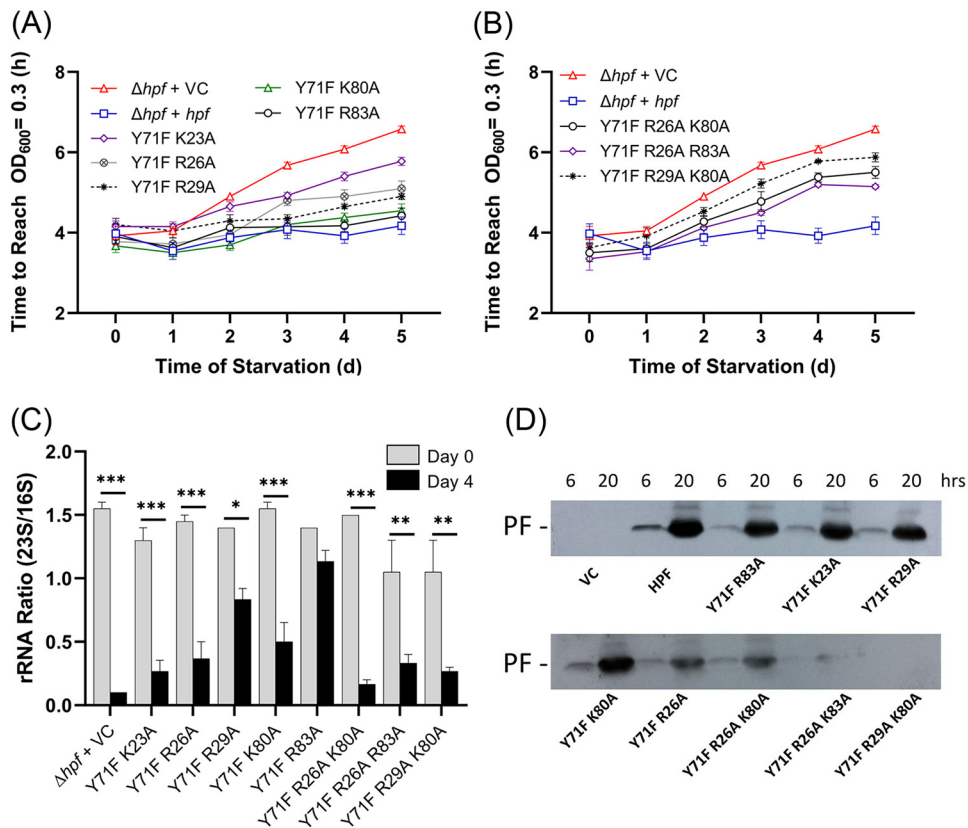 (A)
Time to Reach OD600= 0.3 (h)
8
6
4
2
Δhpf + VC
Δhpf + hpf
Y71F K23A
Y71F R26A
Y71F R29A
Y71F K80A
Y71F R83A
0 1 2 3 4 5
Time of Starvation (d)
(B)
Time to Reach OD600= 0.3 (h)
8
6
4
2
Δhpf + VC
Δhpf + hpf
Y71F R26A K80A
Y71F R26A R83A
Y71F R29A K80A
0 1 2 3 4 5
Time of Starvation (d)
(C)
rRNA Ratio (23S/16S)
2.0
1.5
1.0
0.5
0.0
Day 0
Day 4
*** *** *** * *** *** ** **
Δhpf + VC
Y71F K23A
Y71F R26A
Y71F R29A
Y71F K80A
Y71F R83A
Y71F R26A K80A
Y71F R26A R83A
Y71F R29A K80A
(D)
6 20 6 20 6 20 6 20 6 20 hrs
PF -
VC
HPF
Y71F R83A
Y71F K23A
Y71F R29A
PF -
Y71F K80A
Y71F R26A
Y71F R26A K80A
Y71F R26A K83A
Y71F R29A K80A